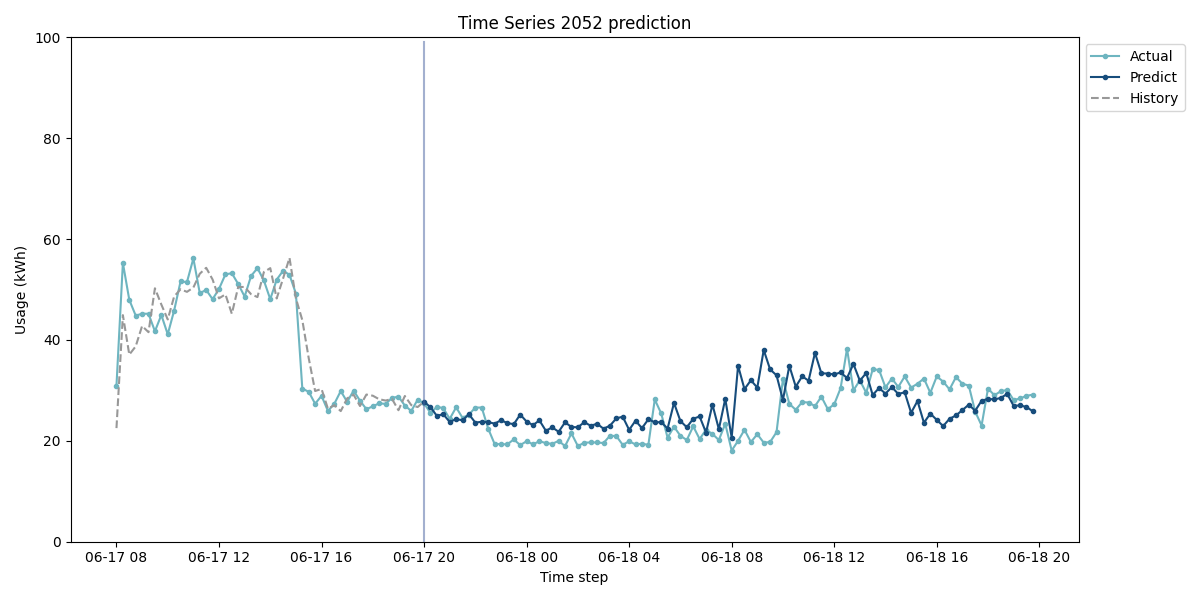 Time Series 2052 prediction
100
80
60
40
20
0
Usage (kWh)
06-17 08
06-17 12
06-17 16
06-17 20
06-18 00
06-18 04
06-18 08
06-18 12
06-18 16
06-18 20
Time step
Actual
Predict
History